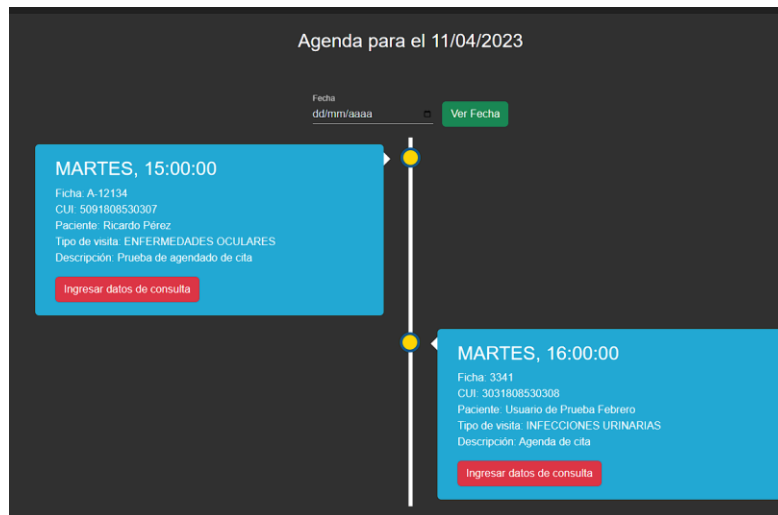 Agenda para el 11/04/2023
Fecha
dd/mm/aaaa
Ver Fecha
MARTES, 15:00:00
Ficha: A-12134
CUI: 5091808530307
Paciente: Ricardo Pérez
Tipo de visita: ENFERMEDADES OCULARES
Descripción: Prueba de agendado de cita
Ingresar datos de consulta
MARTES, 16:00:00
Ficha: 3341
CUI: 3031808530308
Paciente: Usuario de Prueba Febrero
Tipo de visita: INFECCIONES URINARIAS
Descripción: Agenda de cita
Ingresar datos de consulta